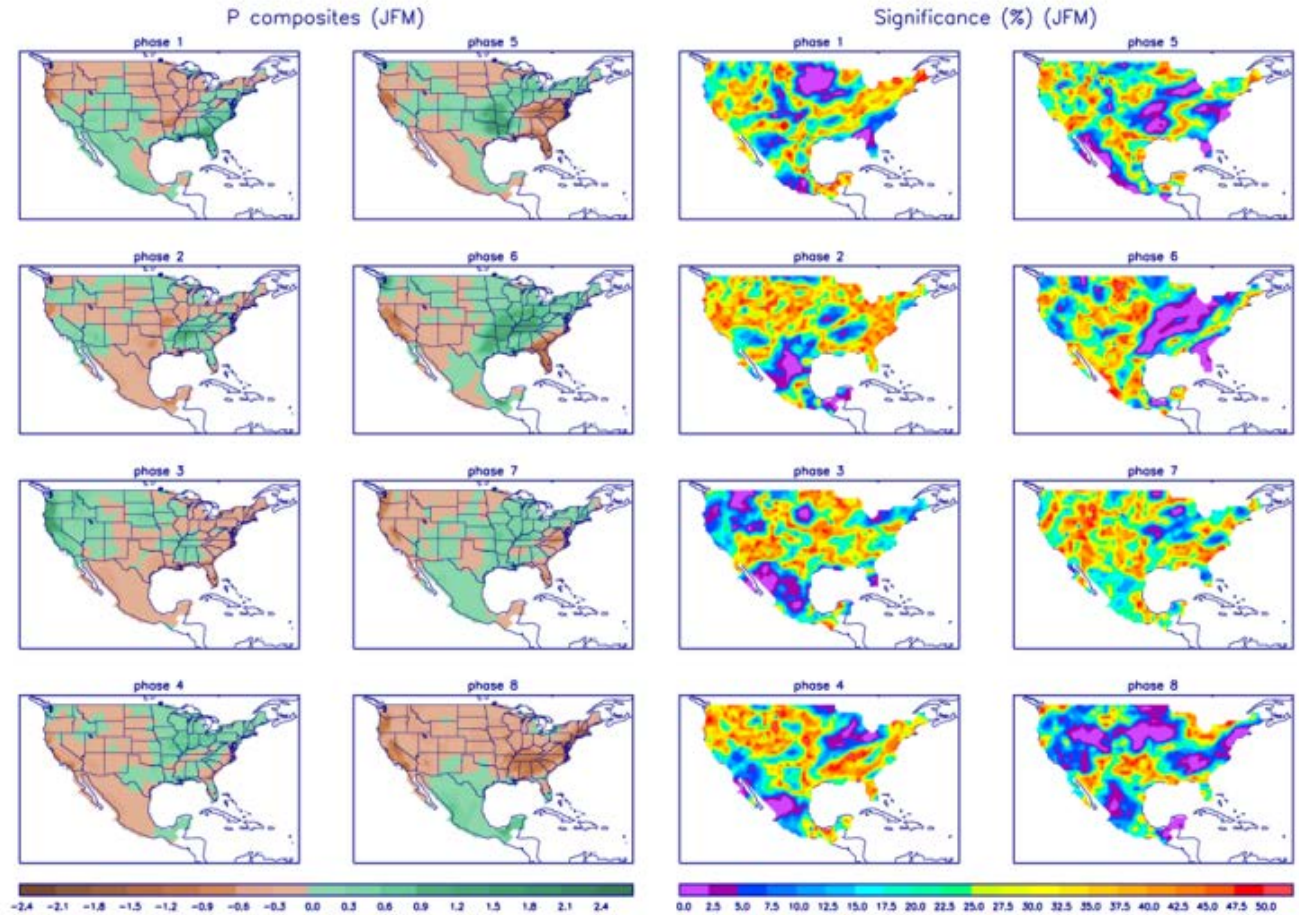 P composites (JFM)
Significance (%) (JFM)
phase 1
phase 5
phase 1
phase 5
phase 2
phase 6
phase 2
phase 6
phase 3
phase 7
phase 3
phase 7
phase 4
phase 8
phase 4
phase 8
-2.4 -2.1 -1.8 -1.5 -1.2 -0.9 -0.6 -0.3 0.0 0.3 0.6 0.9 1.2 1.5 1.8 2.1 2.4
0.0 2.5 5.0 7.5 10.0 12.5 15.0 17.5 20.0 22.5 25.0 27.5 30.0 32.5 35.0 37.5 40.0 42.5 45.0 47.5 50.0